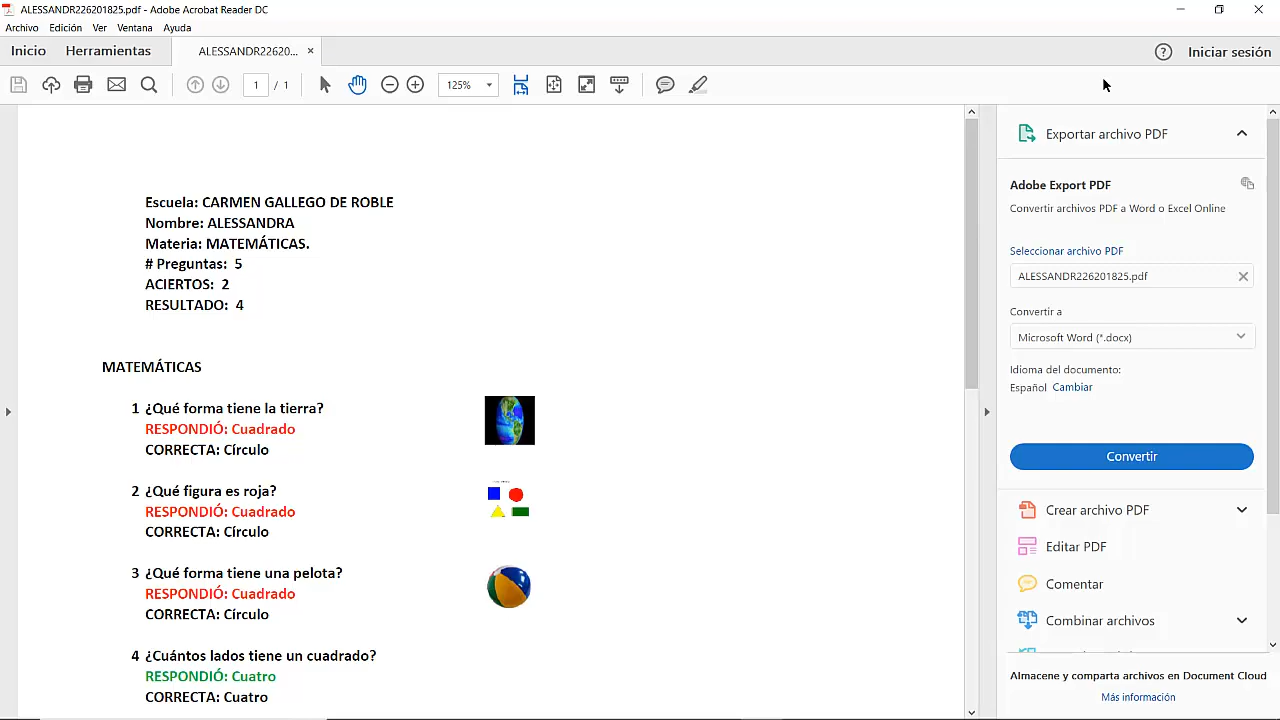 ALESSANDR226201825.pdf - Adobe Acrobat Reader DC
Archivo Edición Ver Ventana Ayuda
Inicio Herramientas ALESSANDR22620... × Iniciar sesión
1 / 1 125%
Escuela: CARMEN GALLEGO DE ROBLE
Nombre: ALESSANDRA
Materia: MATEMÁTICAS.
# Preguntas: 5
ACIERTOS: 2
RESULTADO: 4
MATEMÁTICAS
1 ¿Qué forma tiene la tierra?
RESPONDIÓ: Cuadrado
CORRECTA: Círculo
2 ¿Qué figura es roja?
RESPONDIÓ: Cuadrado
CORRECTA: Círculo
3 ¿Qué forma tiene una pelota?
RESPONDIÓ: Cuadrado
CORRECTA: Círculo
4 ¿Cuántos lados tiene un cuadrado?
RESPONDIÓ: Cuatro
CORRECTA: Cuatro
Exportar archivo PDF
Adobe Export PDF
Convertir archivos PDF a Word o Excel Online
Seleccionar archivo PDF
ALESSANDR226201825.pdf
Convertir a
Microsoft Word (*.docx)
Idioma del documento:
Español Cambiar
Convertir
Crear archivo PDF
Editar PDF
Comentar
Combinar archivos
Almacene y comparta archivos en Document Cloud
Más información